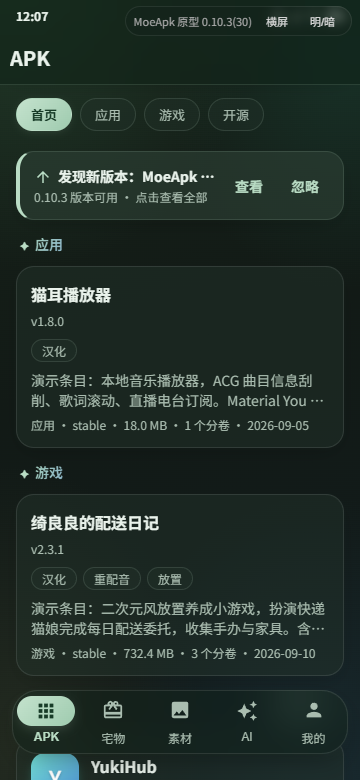 12:07
MoeApk 原型 0.10.3(30) 横屏 明/暗
APK
首页 应用 游戏 开源
发现新版本：MoeApk …
0.10.3 版本可用 · 点击查看全部
查看 忽略
应用
猫耳播放器
v1.8.0
汉化
演示条目：本地音乐播放器，ACG 曲目信息刮
削、歌词滚动、直播电台订阅。Material You …
应用 · stable · 18.0 MB · 1 个分卷 · 2026-09-05
游戏
绮良良的配送日记
v2.3.1
汉化 重配音 放置
演示条目：二次元风放置养成小游戏，扮演快递
猫娘完成每日配送委托，收集手办与家具。含…
游戏 · stable · 732.4 MB · 3 个分卷 · 2026-09-10
APK 宅物 素材 AI 我的
Y
YukiHub